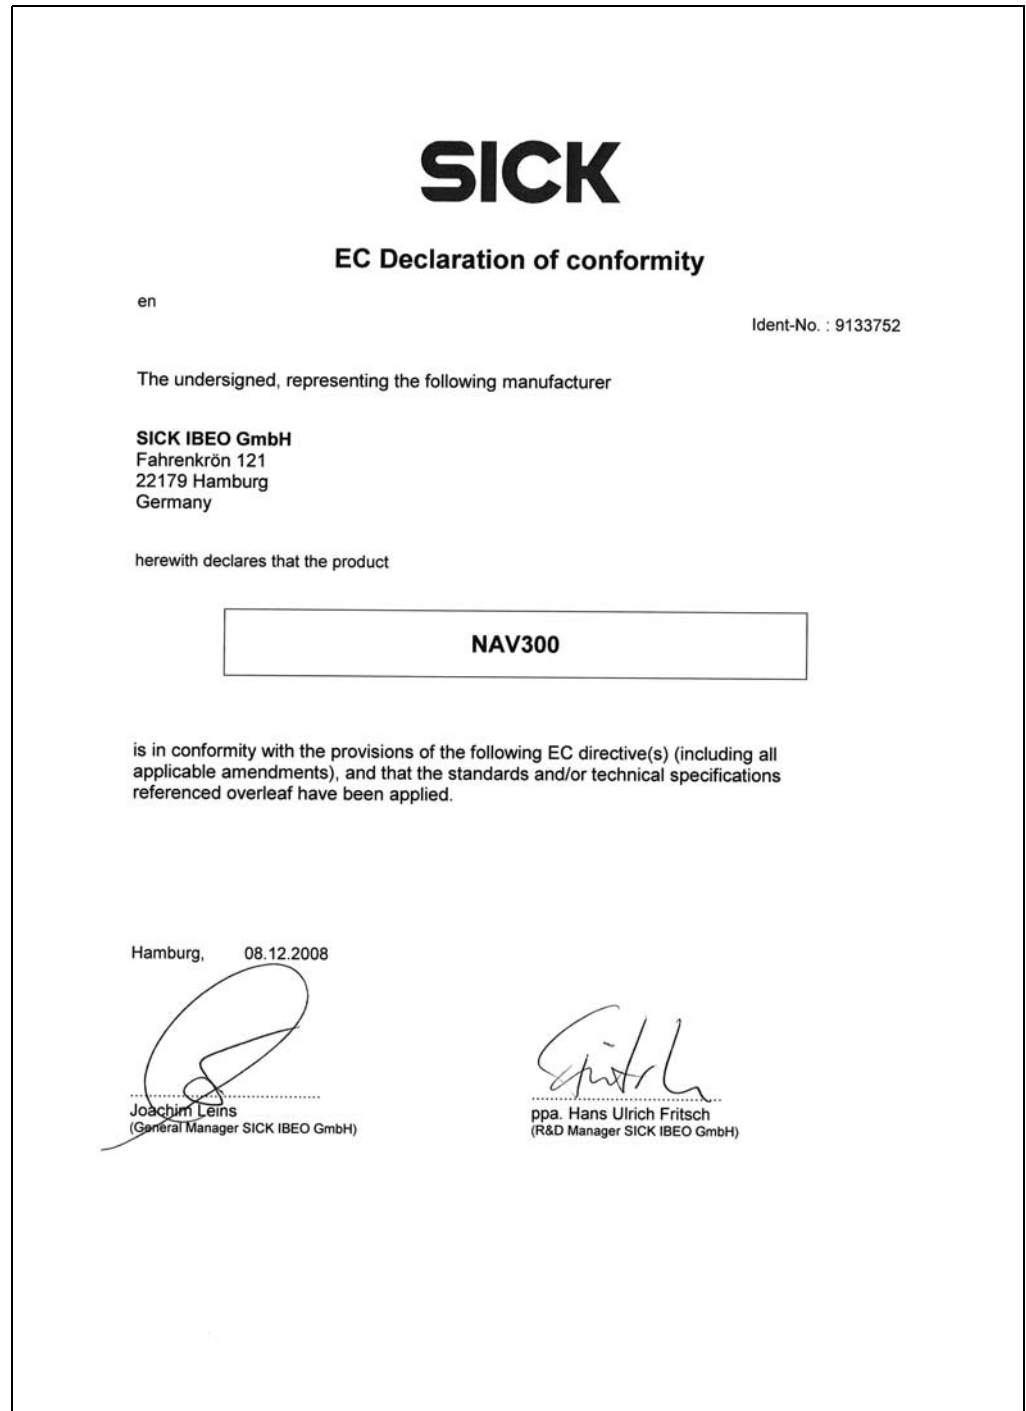 SICK
EC Declaration of conformity
en
Ident-No. : 9133752
The undersigned, representing the following manufacturer
SICK IBEO GmbH
Fahrenkrön 121
22179 Hamburg
Germany
herewith declares that the product
NAV300
is in conformity with the provisions of the following EC directive(s) (including all
applicable amendments), and that the standards and/or technical specifications
referenced overleaf have been applied.
Hamburg, 08.12.2008
Joachim Leins
(General Manager SICK IBEO GmbH)
ppa. Hans Ulrich Fritsch
(R&D Manager SICK IBEO GmbH)